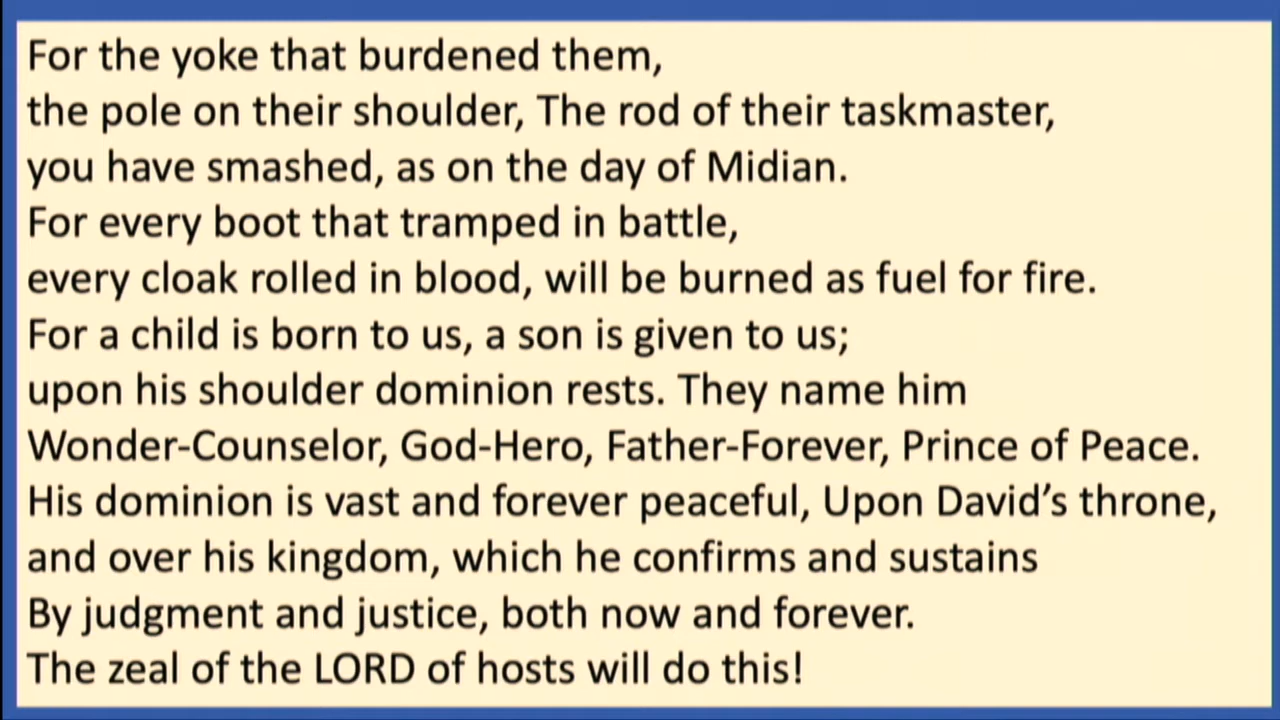 For the yoke that burdened them,
the pole on their shoulder, The rod of their taskmaster,
you have smashed, as on the day of Midian.
For every boot that tramped in battle,
every cloak rolled in blood, will be burned as fuel for fire.
For a child is born to us, a son is given to us;
upon his shoulder dominion rests. They name him
Wonder-Counselor, God-Hero, Father-Forever, Prince of Peace.
His dominion is vast and forever peaceful, Upon David’s throne,
and over his kingdom, which he confirms and sustains
By judgment and justice, both now and forever.
The zeal of the LORD of hosts will do this!